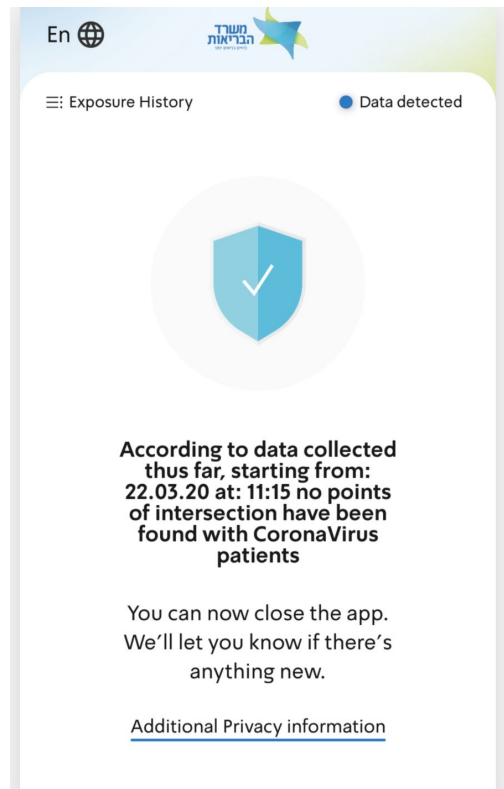 En
משרד
הבריאות
Exposure History
Data detected
According to data collected
thus far, starting from:
22.03.20 at: 11:15 no points
of intersection have been
found with CoronaVirus
patients
You can now close the app.
We'll let you know if there's
anything new.
Additional Privacy information